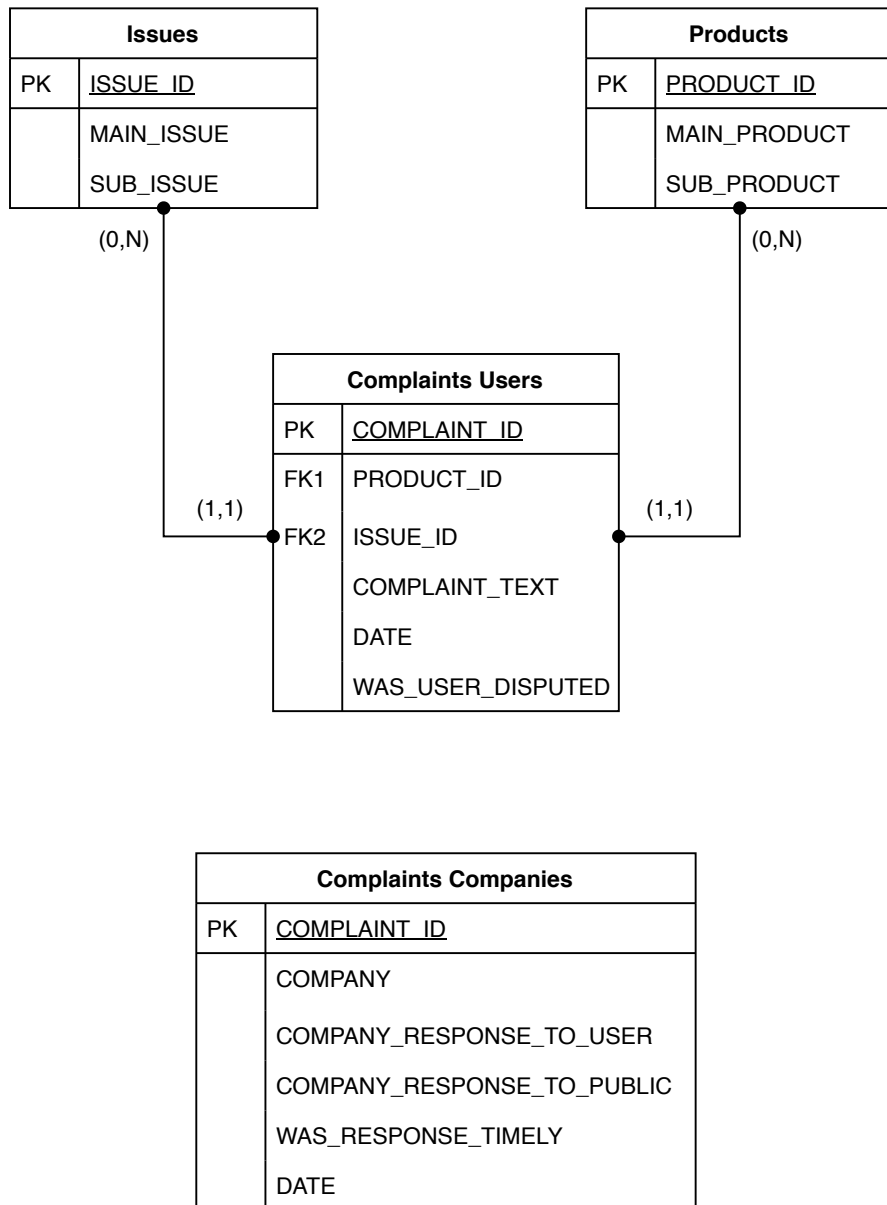 Issues
PK ISSUE_ID
MAIN_ISSUE
SUB_ISSUE
(0,N)
Products
PK PRODUCT_ID
MAIN_PRODUCT
SUB_PRODUCT
(0,N)
Complaints Users
PK COMPLAINT_ID
FK1 PRODUCT_ID
FK2 ISSUE_ID
COMPLAINT_TEXT
DATE
WAS_USER_DISPUTED
(1,1)
(1,1)
Complaints Companies
PK COMPLAINT_ID
COMPANY
COMPANY_RESPONSE_TO_USER
COMPANY_RESPONSE_TO_PUBLIC
WAS_RESPONSE_TIMELY
DATE